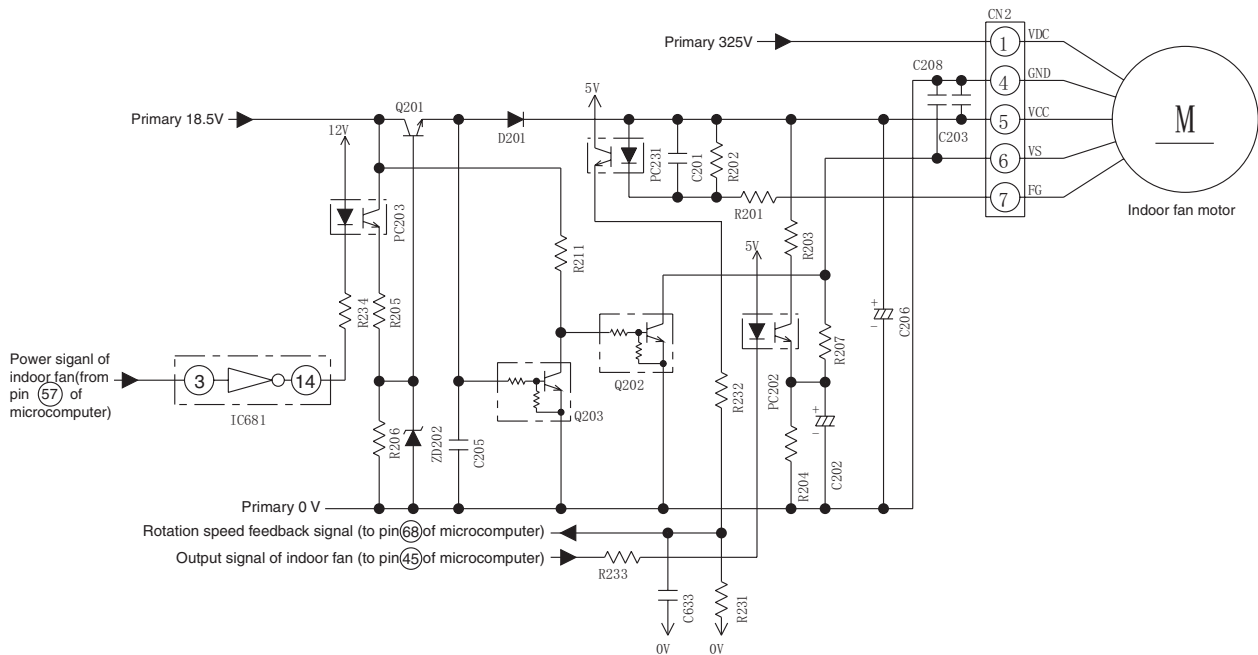 CN2
Primary 325V
1
VDC
C208
4
GND
5V
Q201
Primary 18.5V
12V
D201
5
VCC
C203
M
PC231
C201
R202
6
VS
R201
7
FG
Indoor fan motor
PC203
R211
R203
5V
R234
R205
C206
R207
Power siganl of
indoor fan(from
pin 57 of
microcomputer)
3
14
IC681
Q202
R232
PC202
Q203
R206
ZD202
C205
R204
C202
Primary 0 V
Rotation speed feedback signal (to pin 68 of microcomputer)
Output signal of indoor fan (to pin 45 of microcomputer)
R233
C633
R231
0V
0V
+
-
+
-